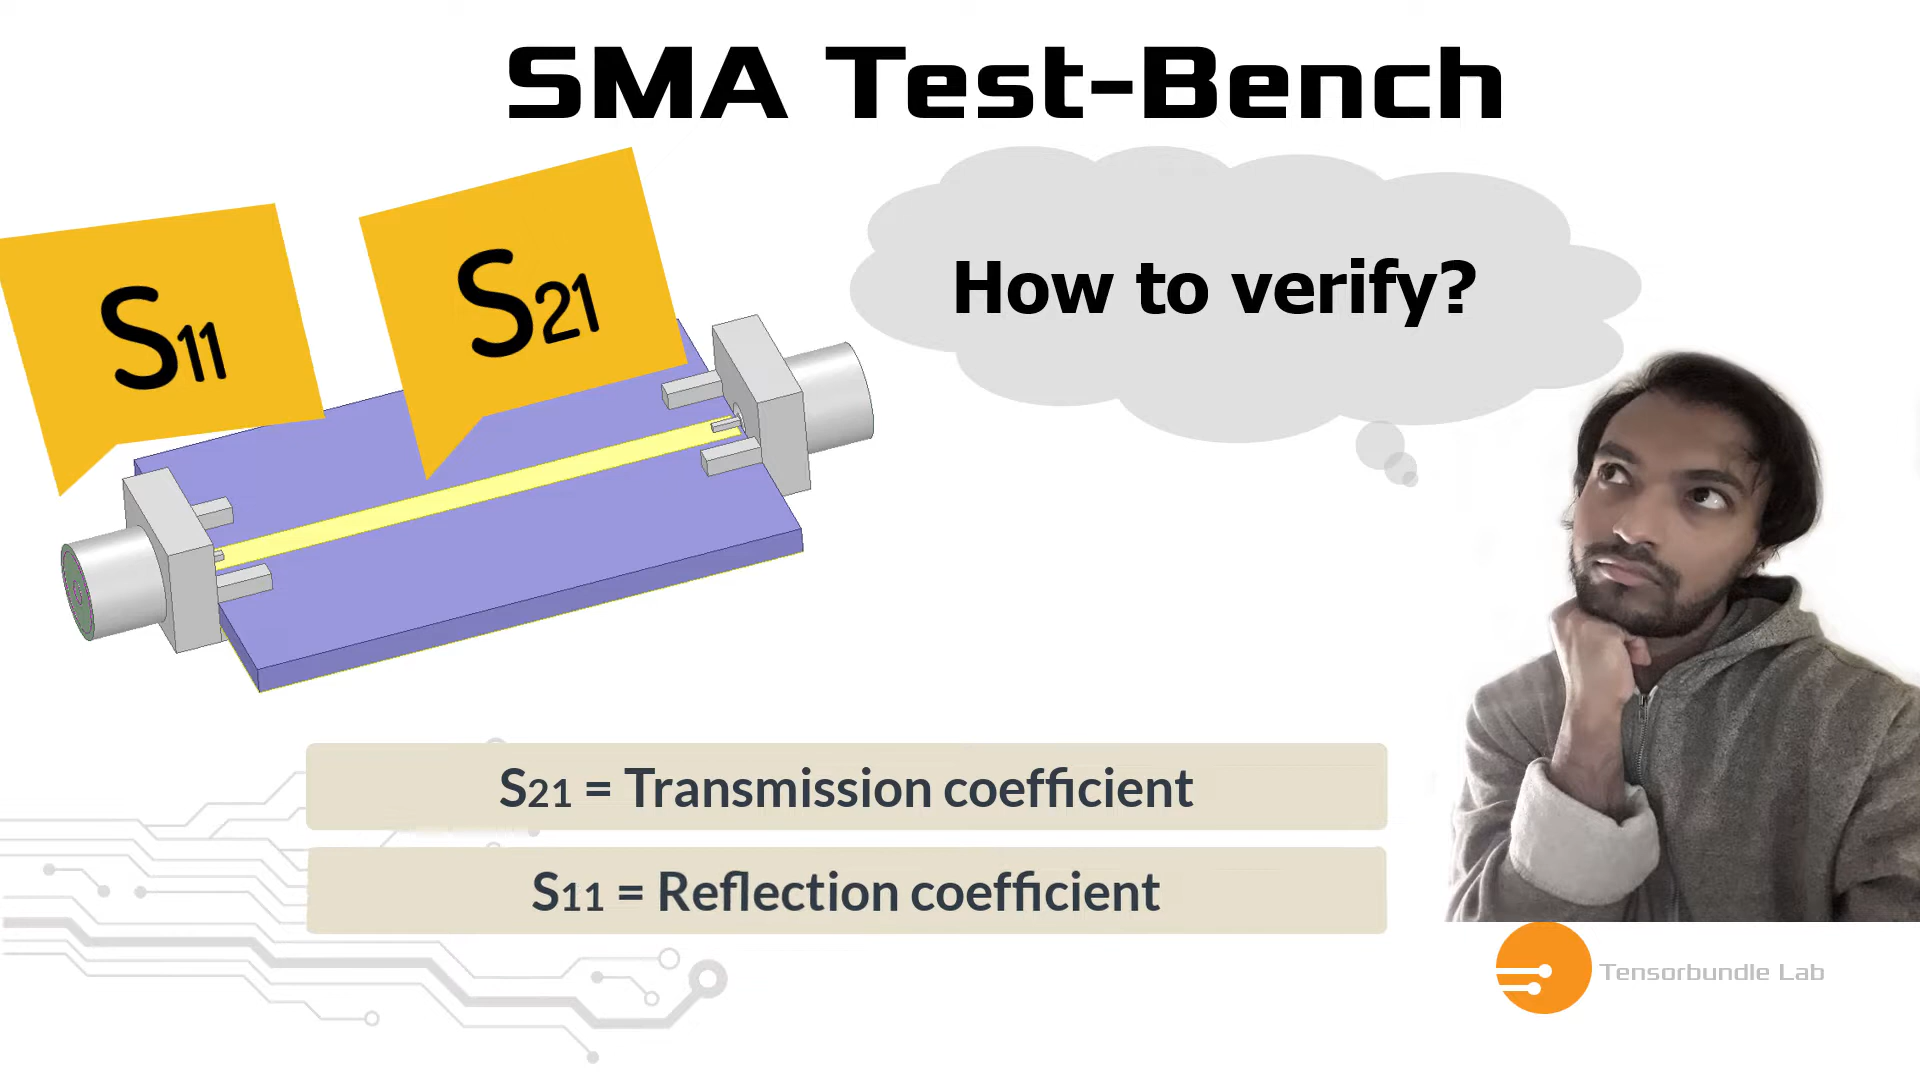 SMA Test-Bench
S11
S21
How to verify?
S21 = Transmission coefficient
S11 = Reflection coefficient
Tensorbundle Lab